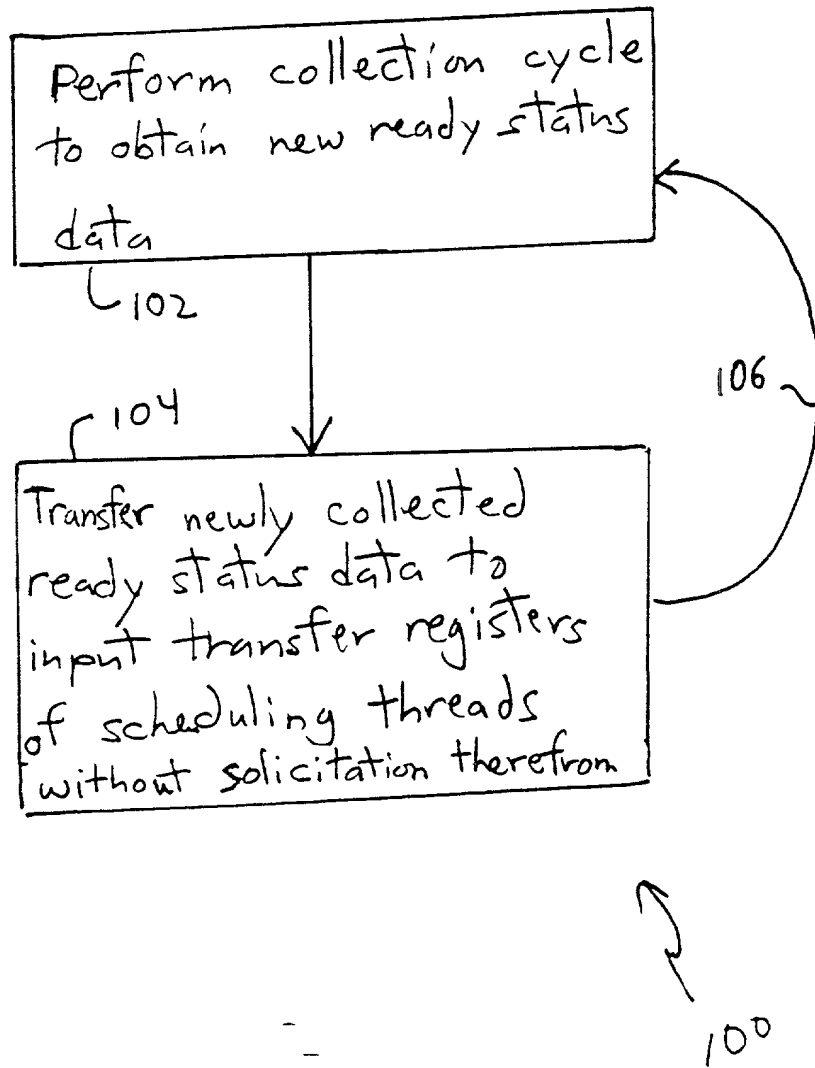 Perform collection cycle
to obtain new ready status
data
102
104
106
Transfer newly collected
ready status data to
input transfer registers
of scheduling threads
without solicitation therefrom
100